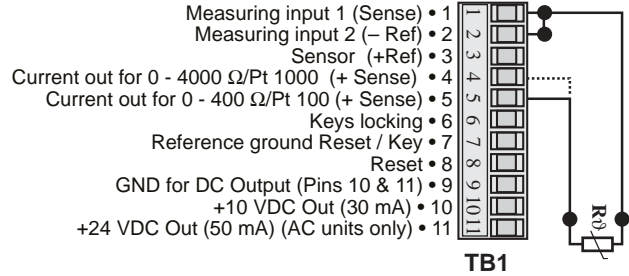 Measuring input 1 (Sense) • 1
Measuring input 2 (– Ref) • 2
Sensor (+Ref) • 3
Current out for 0 - 4000 Ω/Pt 1000 (+ Sense) • 4
Current out for 0 - 400 Ω/Pt 100 (+ Sense) • 5
Keys locking • 6
Reference ground Reset / Key • 7
Reset • 8
GND for DC Output (Pins 10 & 11) • 9
+10 VDC Out (30 mA) • 10
+24 VDC Out (50 mA) (AC units only) • 11
1
2
3
4
5
6
7
8
9
10
11
Rϑ
TB1